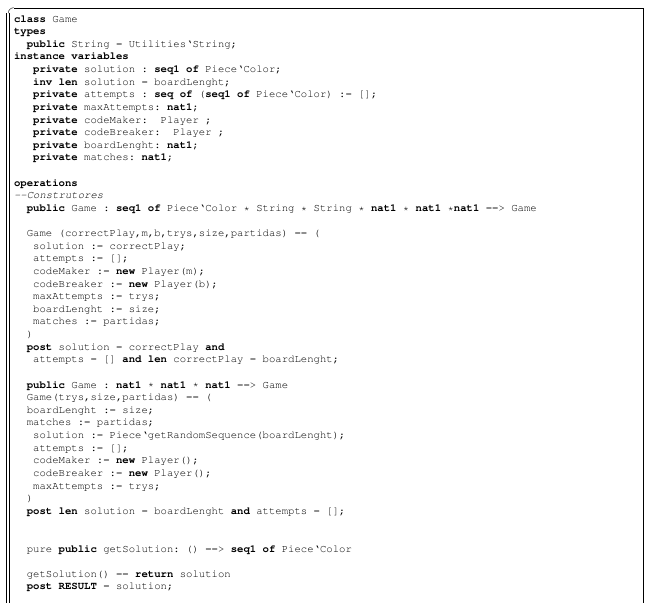 class Game
types
public String = Utilities`String;
instance variables
private solution : seq1 of Piece`Color;
inv len solution = boardLenght;
private attempts : seq of (seq1 of Piece`Color) := [];
private maxAttempts: nat1;
private codeMaker: Player ;
private codeBreaker: Player ;
private boardLenght: nat1;
private matches: nat1;
operations
--Construtores
public Game : seq1 of Piece`Color * String * String * nat1 * nat1 *nat1 ==> Game
Game (correctPlay,m,b,trys,size,partidas) == (
solution := correctPlay;
attempts := [];
codeMaker := new Player(m);
codeBreaker := new Player(b);
maxAttempts := trys;
boardLenght := size;
matches := partidas;
)
post solution = correctPlay and
attempts = [] and len correctPlay = boardLenght;
public Game : nat1 * nat1 * nat1 ==> Game
Game(trys,size,partidas) == (
boardLenght := size;
matches := partidas;
solution := Piece`getRandomSequence(boardLenght);
attempts := [];
codeMaker := new Player();
codeBreaker := new Player();
maxAttempts := trys;
)
post len solution = boardLenght and attempts = [];
pure public getSolution: () ==> seq1 of Piece`Color
getSolution() == return solution
post RESULT = solution;